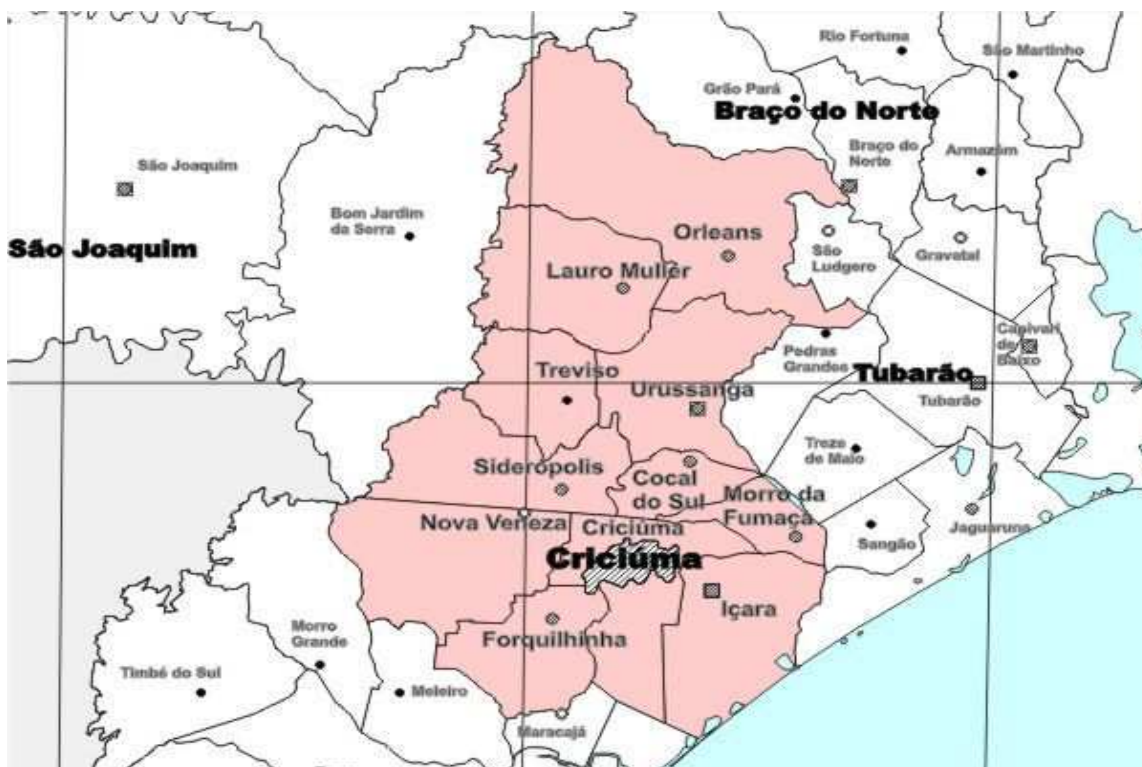 Rio Fortuna
São Martinho
Grão Pará
Braço do Norte
Braço do
Norte
Armazém
São Joaquim
São Joaquim
Bom Jardim
da Serra
Orleans
São
Ludgero
Gravatal
Lauro Muller
Capivari
de
Baixo
Pedras
Grandes
Treviso
Tubarão
Urussanga
Tubarão
Treze
de Maio
Siderópolis
Cocal
do Sul
Morro da
Fumaça
Nova Veneza
Criciúma
Jaguaruna
Sangão
Criciúma
Içara
Morro
Grande
Forquilhinha
Timbé do Sul
Meleiro
Maracajá